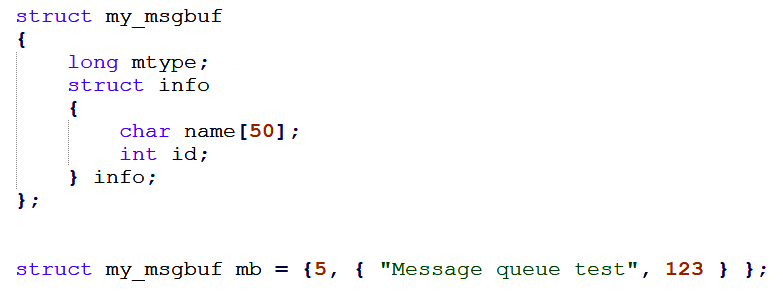 struct my_msgbuf
{
    long mtype;
    struct info
    {
        char name[50];
        int id;
    } info;
};
struct my_msgbuf mb = {5, { "Message queue test", 123 } };